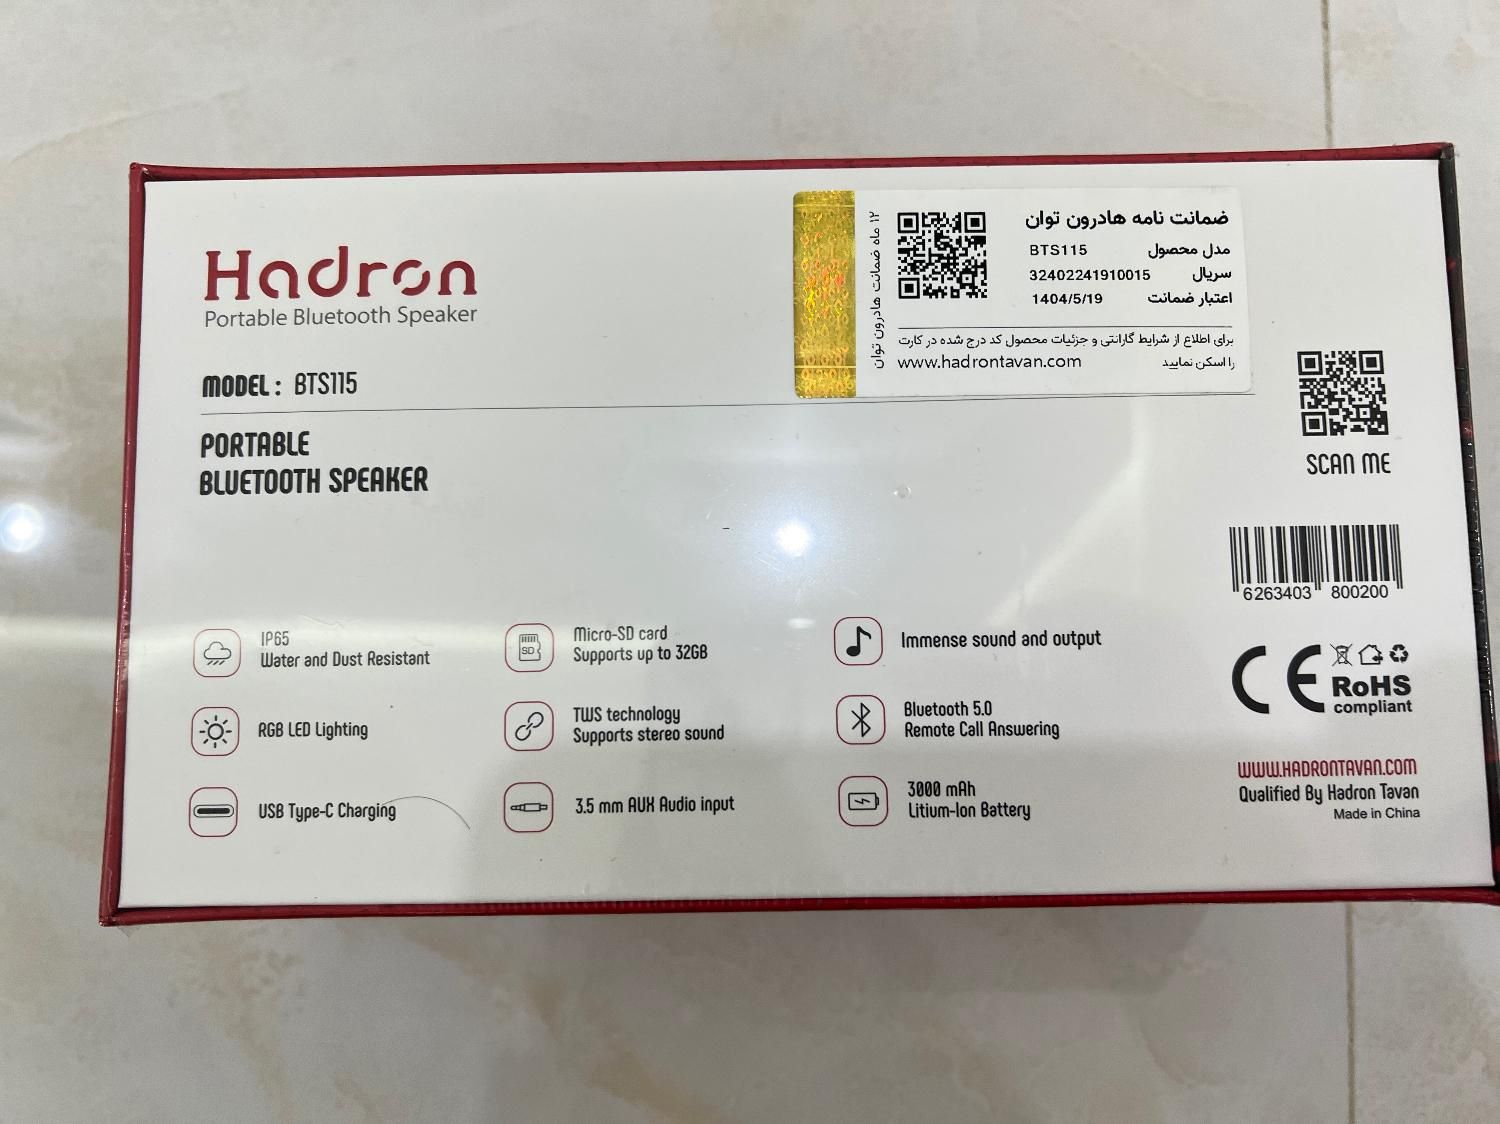 Hadron
Portable Bluetooth Speaker
MODEL : BTS115
PORTABLE
BLUETOOTH SPEAKER
۱۲ ماه ضمانت هادرون توان
ضمانت نامه هادرون توان
مدل محصول BTS115
سریال 32402241910015
اعتبار ضمانت 1404/5/19
برای اطلاع از شرایط گارانتی و جزئیات محصول کد درج شده در کارت
را اسکن نمایید www.hadrontavan.com
SCAN ME
6263403 800200
IP65
Water and Dust Resistant
RGB LED Lighting
USB Type-C Charging
SD
Micro-SD card
Supports up to 32GB
TWS technology
Supports stereo sound
3.5 mm AUX Audio input
Immense sound and output
Bluetooth 5.0
Remote Call Answering
3000 mAh
Litium-Ion Battery
CE
RoHS
compliant
WWW.HADRONTAVAN.COM
Qualified By Hadron Tavan
Made in China